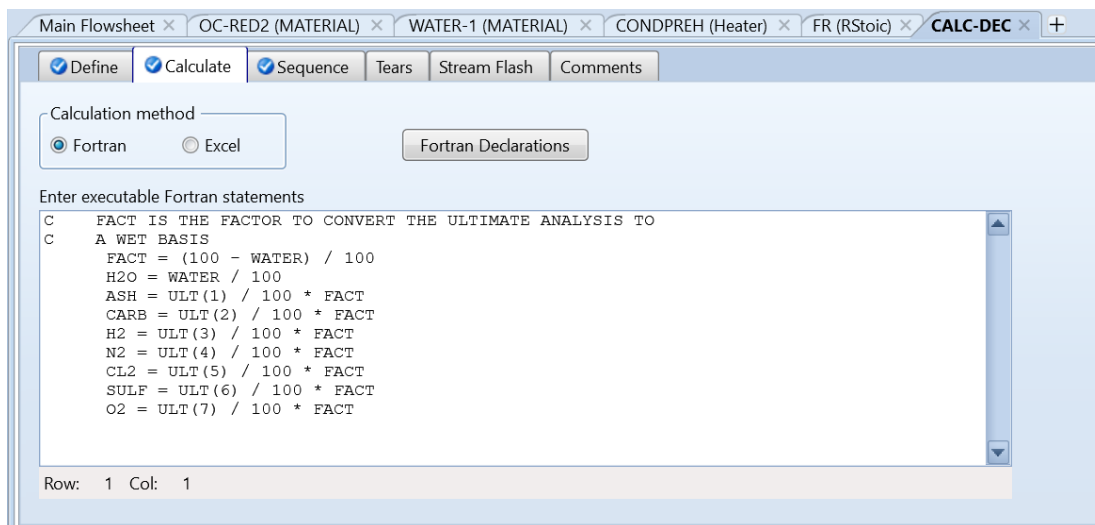 Main Flowsheet OC-RED2 (MATERIAL) WATER-1 (MATERIAL) CONDPREH (Heater) FR (RStoic) CALC-DEC
Define Calculate Sequence Tears Stream Flash Comments
Calculation method
Fortran Excel Fortran Declarations
Enter executable Fortran statements
C FACT IS THE FACTOR TO CONVERT THE ULTIMATE ANALYSIS TO
C A WET BASIS
FACT = (100 - WATER) / 100
H2O = WATER / 100
ASH = ULT(1) / 100 * FACT
CARB = ULT(2) / 100 * FACT
H2 = ULT(3) / 100 * FACT
N2 = ULT(4) / 100 * FACT
CL2 = ULT(5) / 100 * FACT
SULF = ULT(6) / 100 * FACT
O2 = ULT(7) / 100 * FACT
Row: 1 Col: 1